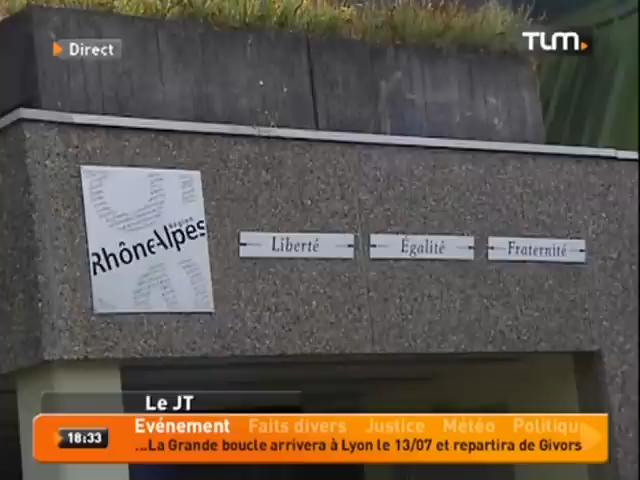 Direct
TLM.
Région
RhôneAlpes
Liberté
Égalité
Fraternité
Le JT
Evénement Faits divers Justice Météo Politiqu
18:33
...La Grande boucle arrivera à Lyon le 13/07 et repartira de Givors